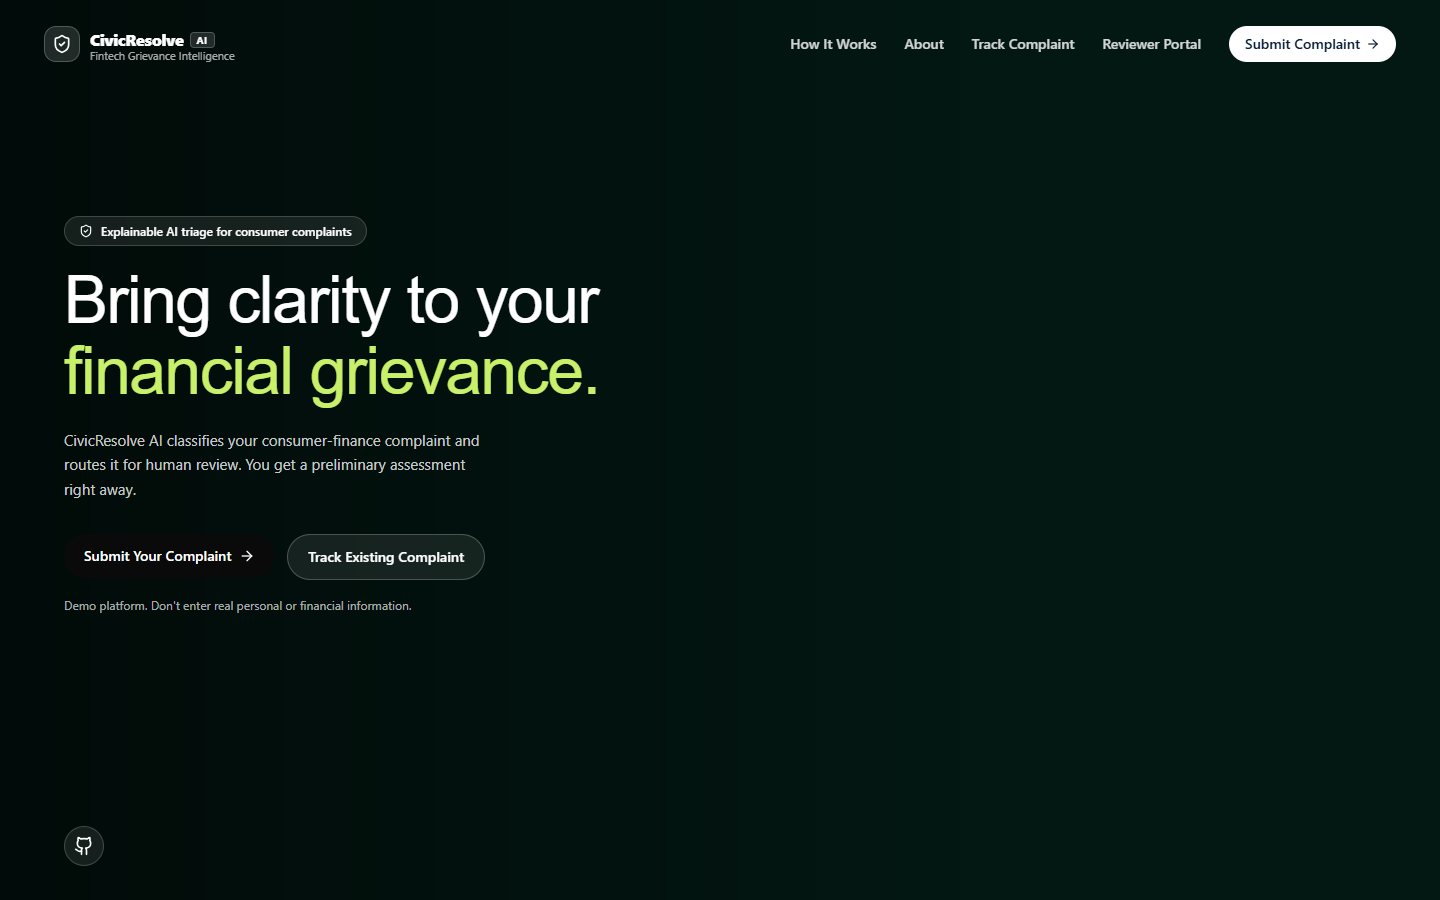 CivicResolve AI
Fintech Grievance Intelligence
How It Works
About
Track Complaint
Reviewer Portal
Submit Complaint
Explainable AI triage for consumer complaints
Bring clarity to your
financial grievance.
CivicResolve AI classifies your consumer-finance complaint and
routes it for human review. You get a preliminary assessment
right away.
Submit Your Complaint
Track Existing Complaint
Demo platform. Don't enter real personal or financial information.